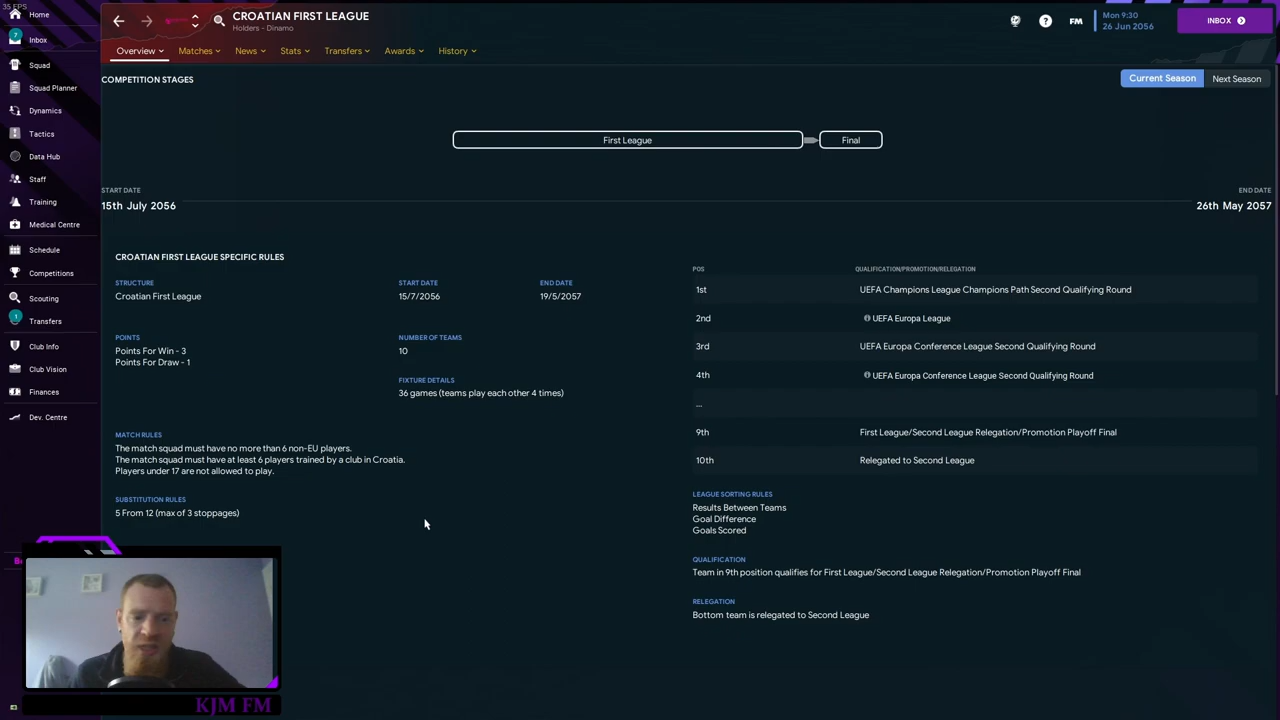 35 FPS
Home
CROATIAN FIRST LEAGUE
Holders - Dinamo
FM
Mon 9:30
26 Jun 2056
INBOX
7
Inbox
Overview
Matches
News
Stats
Transfers
Awards
History
Squad
Squad Planner
Dynamics
Tactics
Data Hub
Staff
Training
Medical Centre
Schedule
Competitions
Scouting
1
Transfers
Club Info
Club Vision
Finances
Dev. Centre
COMPETITION STAGES
Current Season
Next Season
First League
Final
START DATE
15th July 2056
END DATE
26th May 2057
CROATIAN FIRST LEAGUE SPECIFIC RULES
STRUCTURE
Croatian First League
START DATE
15/7/2056
END DATE
19/5/2057
POINTS
Points For Win - 3
Points For Draw - 1
NUMBER OF TEAMS
10
FIXTURE DETAILS
36 games (teams play each other 4 times)
MATCH RULES
The match squad must have no more than 6 non-EU players.
The match squad must have at least 6 players trained by a club in Croatia.
Players under 17 are not allowed to play.
SUBSTITUTION RULES
5 From 12 (max of 3 stoppages)
POS QUALIFICATION/PROMOTION/RELEGATION
1st UEFA Champions League Champions Path Second Qualifying Round
2nd UEFA Europa League
3rd UEFA Europa Conference League Second Qualifying Round
4th UEFA Europa Conference League Second Qualifying Round
...
9th First League/Second League Relegation/Promotion Playoff Final
10th Relegated to Second League
LEAGUE SORTING RULES
Results Between Teams
Goal Difference
Goals Scored
QUALIFICATION
Team in 9th position qualifies for First League/Second League Relegation/Promotion Playoff Final
RELEGATION
Bottom team is relegated to Second League
KJM FM